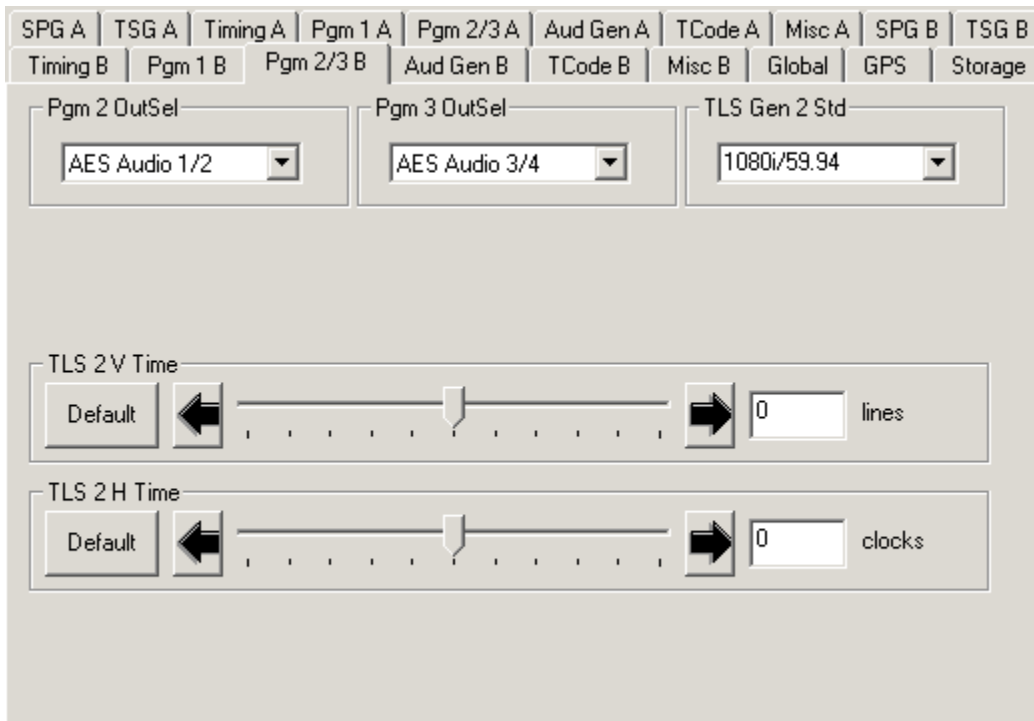 SPG A TSG A Timing A Pgm 1 A Pgm 2/3 A Aud Gen A TCode A Misc A SPG B TSG B
Timing B Pgm 1 B Pgm 2/3 B Aud Gen B TCode B Misc B Global GPS Storage
Pgm 2 OutSel Pgm 3 OutSel TLS Gen 2 Std
AES Audio 1/2 AES Audio 3/4 1080i/59.94
TLS 2 V Time
Default 0 lines
TLS 2 H Time
Default 0 clocks